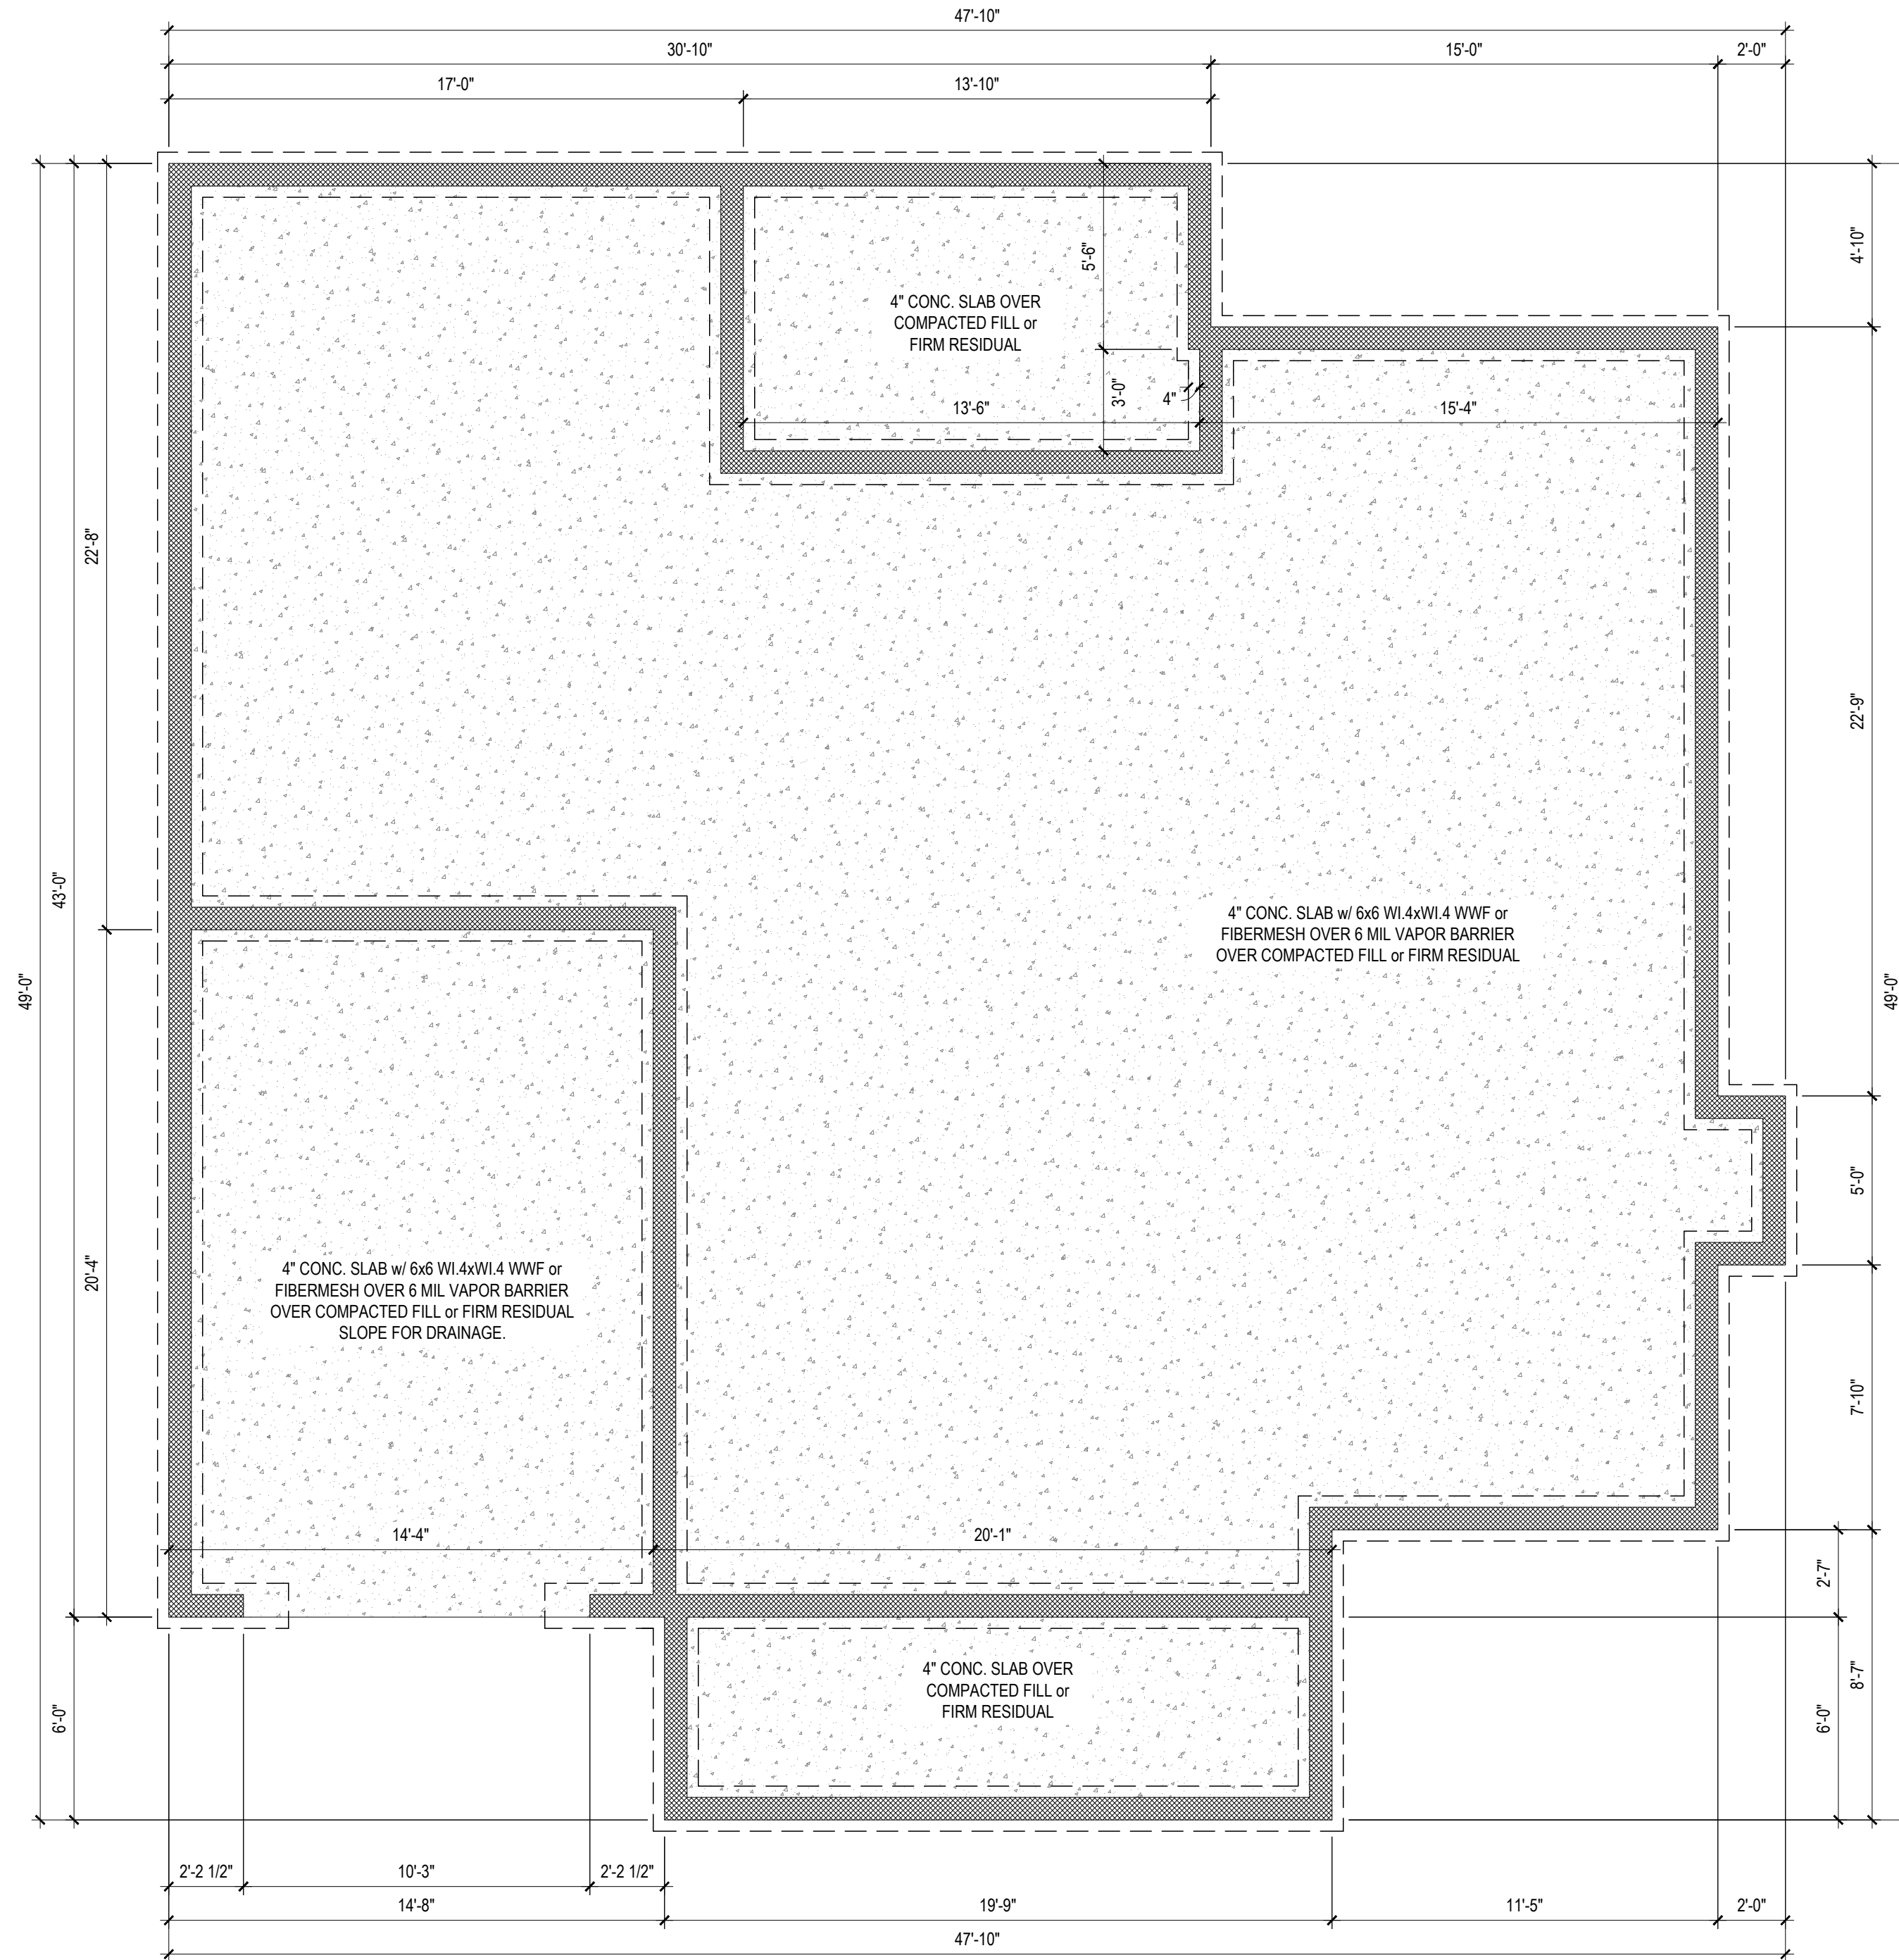 47'-10"
30'-10"
15'-0"
2'-0"
17'-0"
13'-10"
4'-10"
5'-6"
4" CONC. SLAB OVER
COMPACTED FILL or
FIRM RESIDUAL
3'-0"
4"
13'-6"
15'-4"
22'-8"
22'-9"
43'-0"
49'-0"
4" CONC. SLAB w/ 6x6 WI.4xWI.4 WWF or
FIBERMESH OVER 6 MIL VAPOR BARRIER
OVER COMPACTED FILL or FIRM RESIDUAL
49'-0"
5'-0"
20'-4"
4" CONC. SLAB w/ 6x6 WI.4xWI.4 WWF or
FIBERMESH OVER 6 MIL VAPOR BARRIER
OVER COMPACTED FILL or FIRM RESIDUAL
SLOPE FOR DRAINAGE.
7'-10"
14'-4"
20'-1"
2'-7"
4" CONC. SLAB OVER
COMPACTED FILL or
FIRM RESIDUAL
8'-7"
6'-0"
6'-0"
2'-2 1/2"
10'-3"
2'-2 1/2"
14'-8"
19'-9"
11'-5"
2'-0"
47'-10"